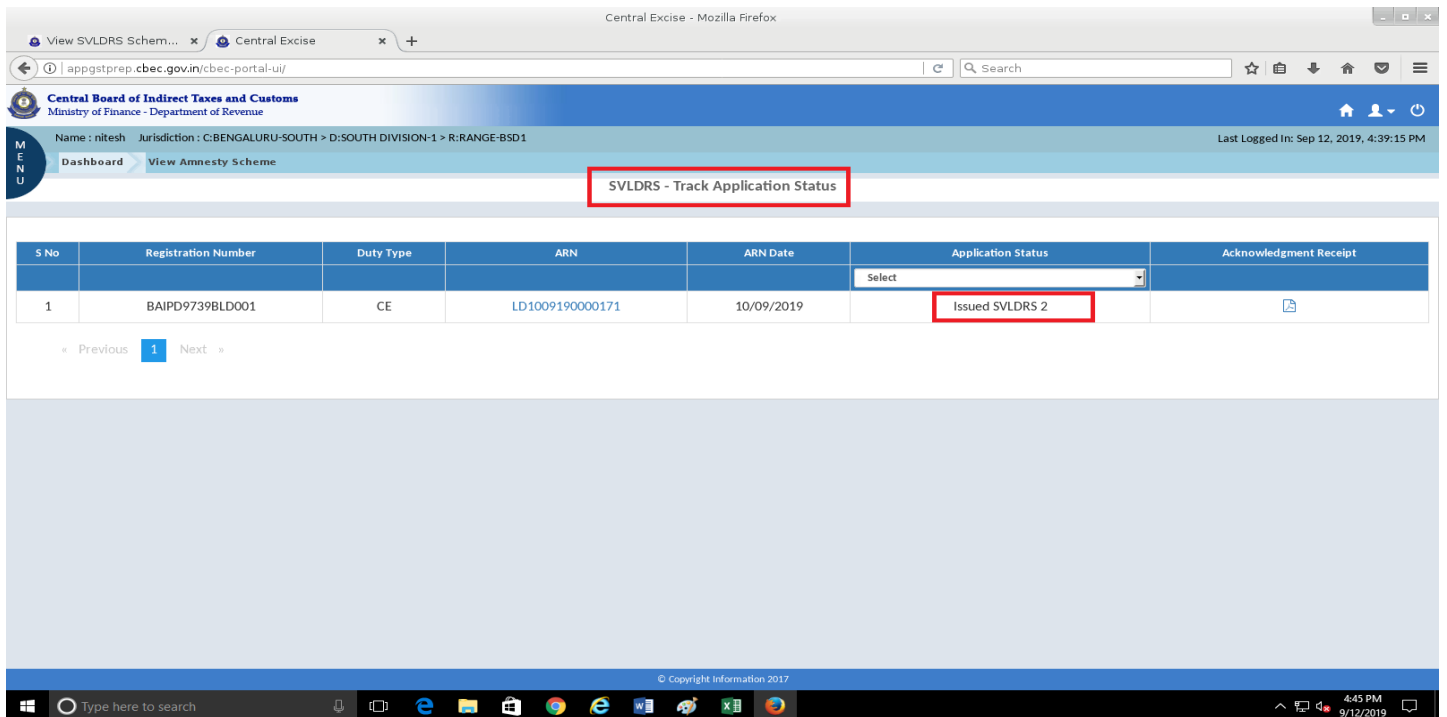 Central Excise - Mozilla Firefox
View SVLDRS Schem... × Central Excise × +
appgstprep.cbec.gov.in/cbec-portal-ui/ Search
Central Board of Indirect Taxes and Customs
Ministry of Finance - Department of Revenue
MENU
Name : nitesh Jurisdiction : C:BENGALURU-SOUTH > D:SOUTH DIVISION-1 > R:RANGE-BSD1 Last Logged In: Sep 12, 2019, 4:39:15 PM
Dashboard View Amnesty Scheme
SVLDRS - Track Application Status
S No Registration Number Duty Type ARN ARN Date Application Status Acknowledgment Receipt
Select
1 BAIPD9739BLD001 CE LD1009190000171 10/09/2019 Issued SVLDRS 2
« Previous 1 Next »
© Copyright Information 2017
Type here to search 4:45 PM
9/12/2019